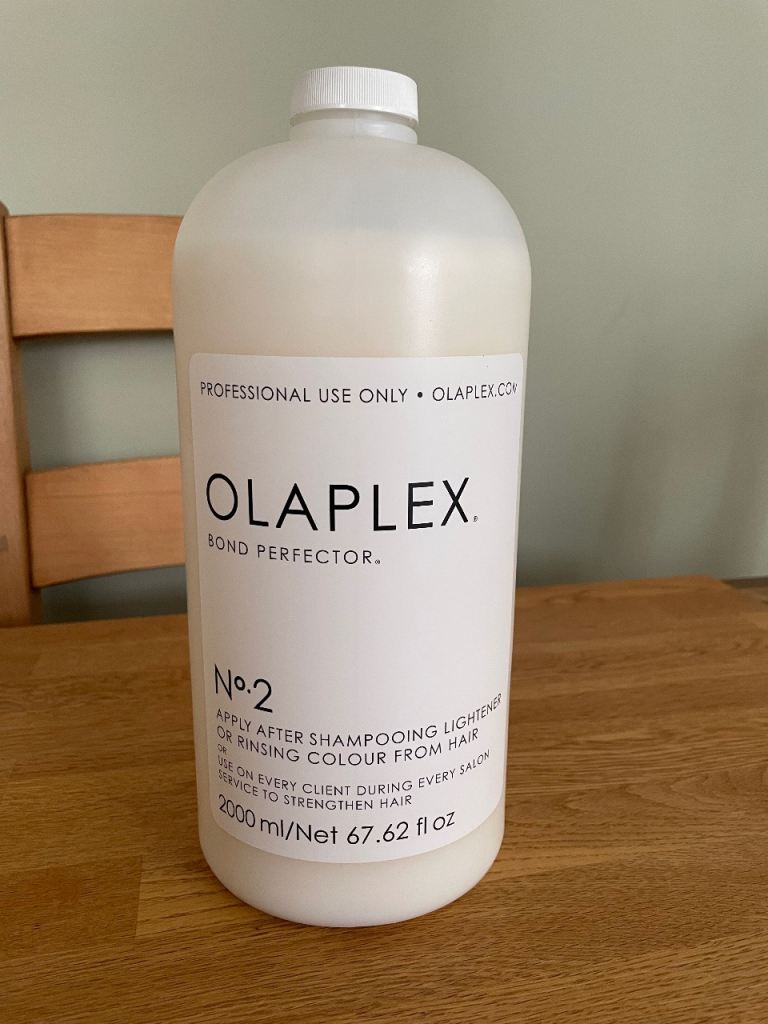 PROFESSIONAL USE ONLY • OLAPLEX.COM
OLAPLEX®
BOND PERFECTOR®
Nº.2
APPLY AFTER SHAMPOOING LIGHTENER
OR RINSING COLOUR FROM HAIR
OR
USE ON EVERY CLIENT DURING EVERY SALON
SERVICE TO STRENGTHEN HAIR
2000 ml/Net 67.62 fl oz